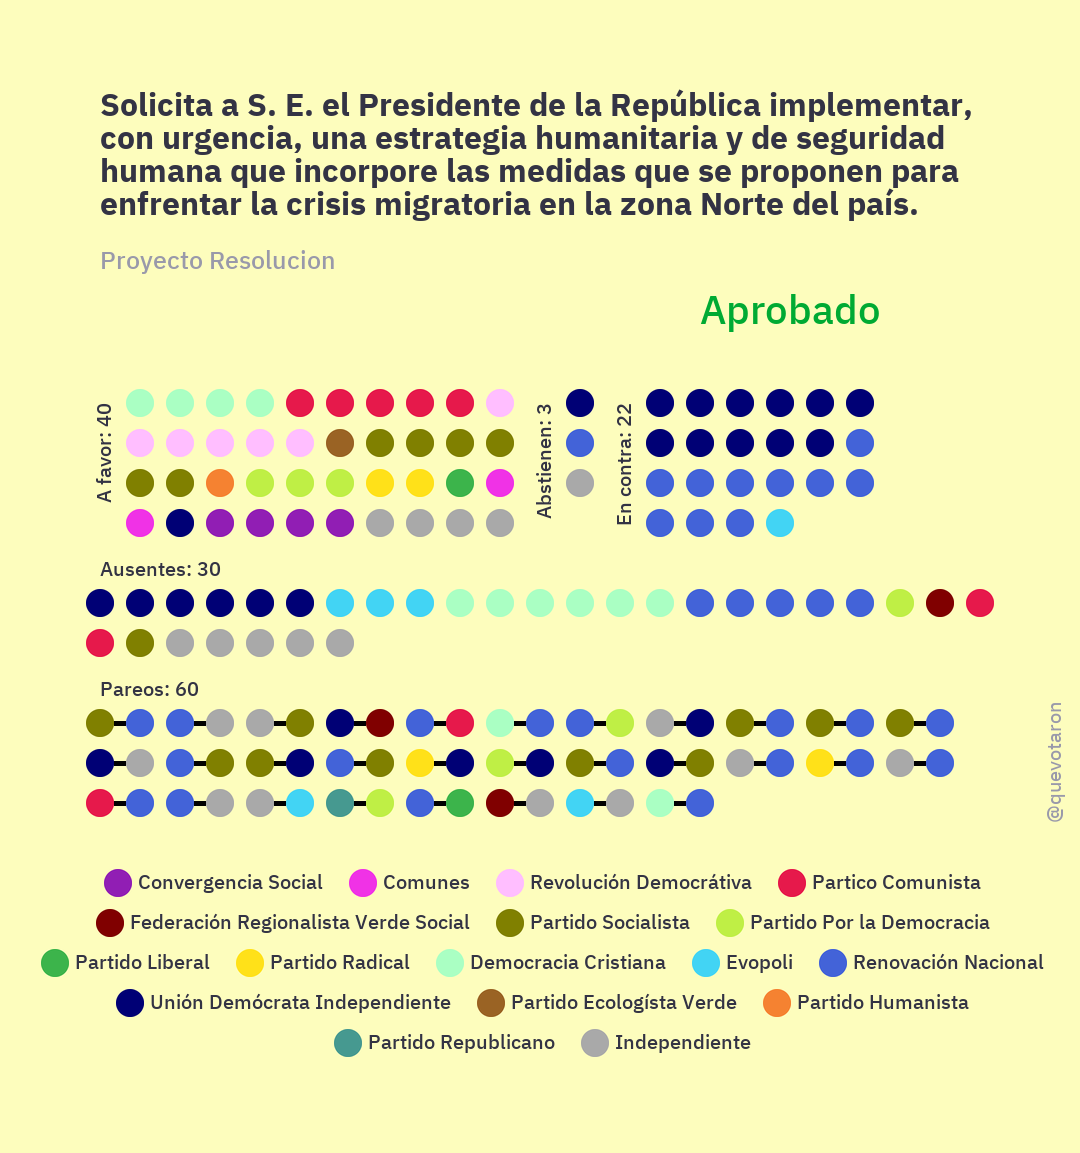 Solicita a S. E. el Presidente de la República implementar,
con urgencia, una estrategia humanitaria y de seguridad
humana que incorpore las medidas que se proponen para
enfrentar la crisis migratoria en la zona Norte del país.
Proyecto Resolucion
Aprobado
A favor: 40
Abstienen: 3
En contra: 22
Ausentes: 30
Pareos: 60
@quevotaron
Convergencia Social Comunes Revolución Democrátiva Partico Comunista
Federación Regionalista Verde Social Partido Socialista Partido Por la Democracia
Partido Liberal Partido Radical Democracia Cristiana Evopoli Renovación Nacional
Unión Demócrata Independiente Partido Ecologísta Verde Partido Humanista
Partido Republicano Independiente